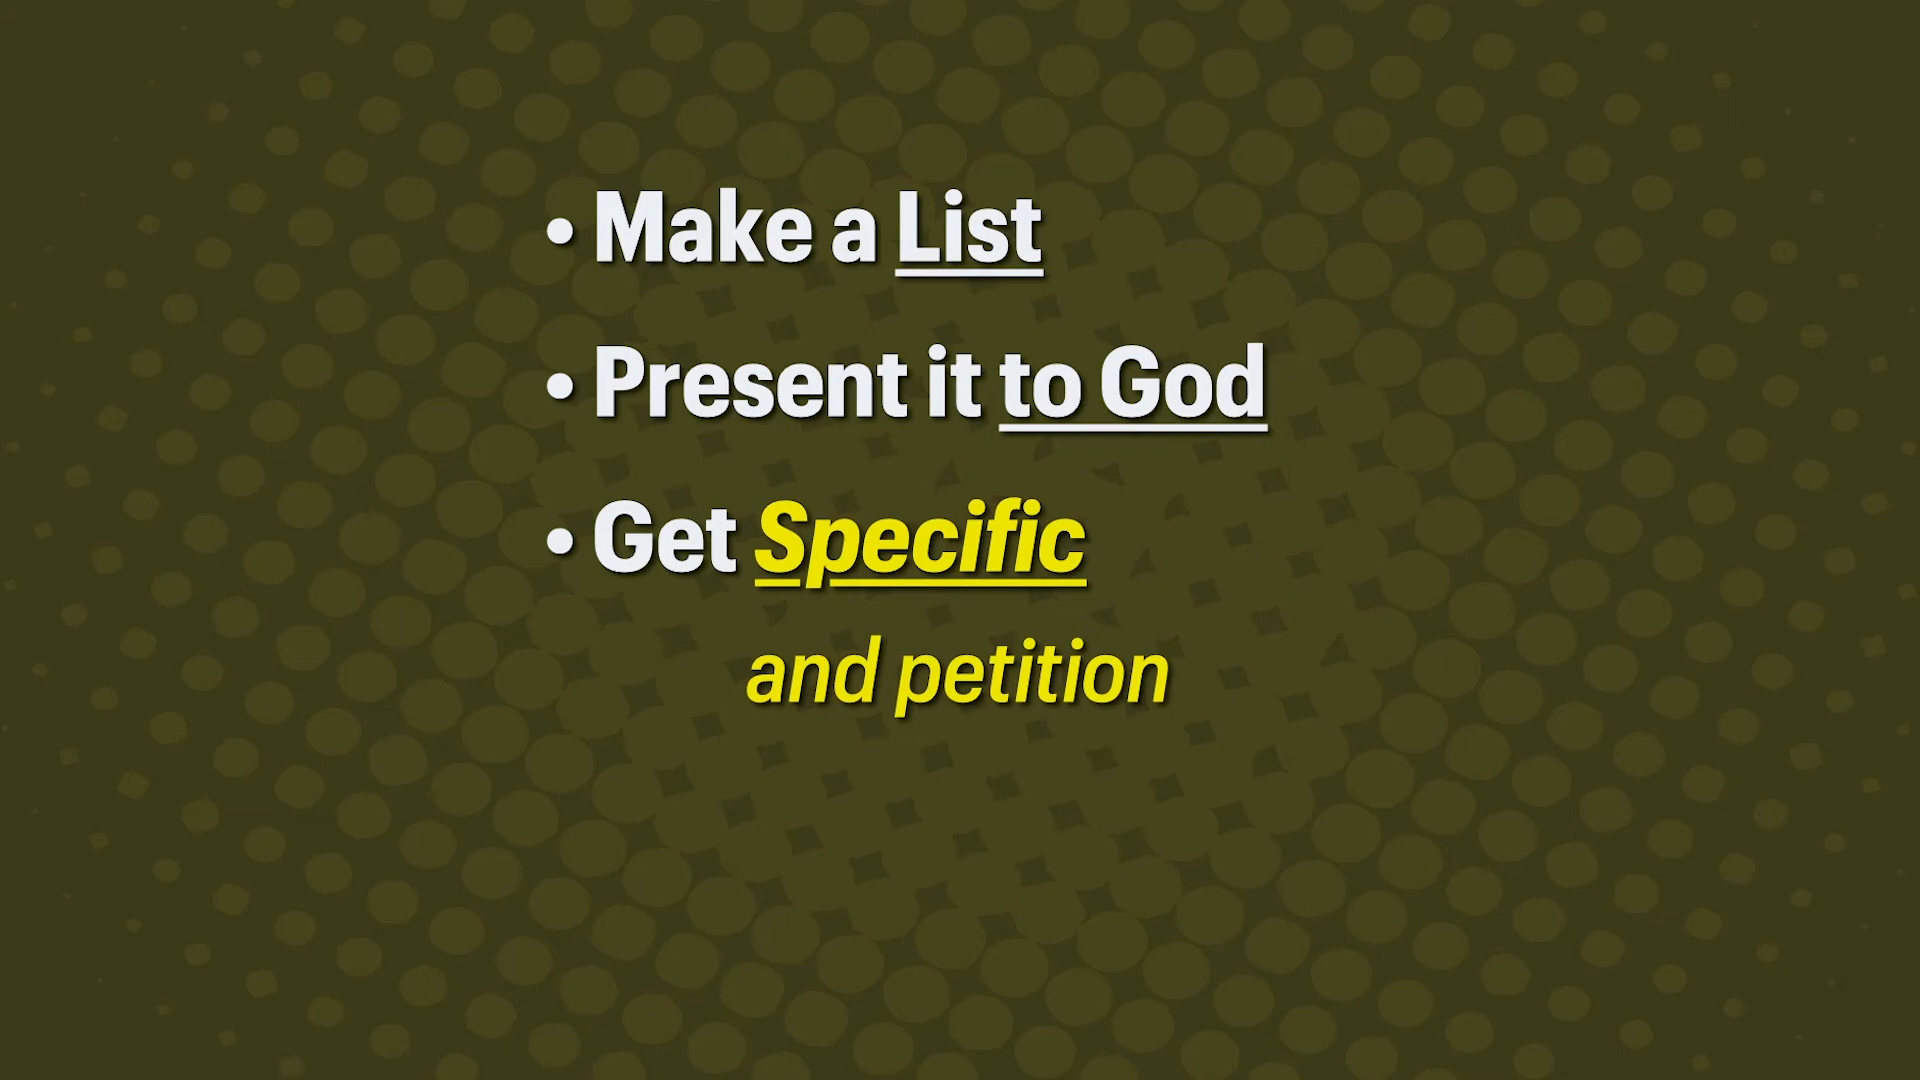 • Make a List
• Present it to God
• Get Specific
and petition